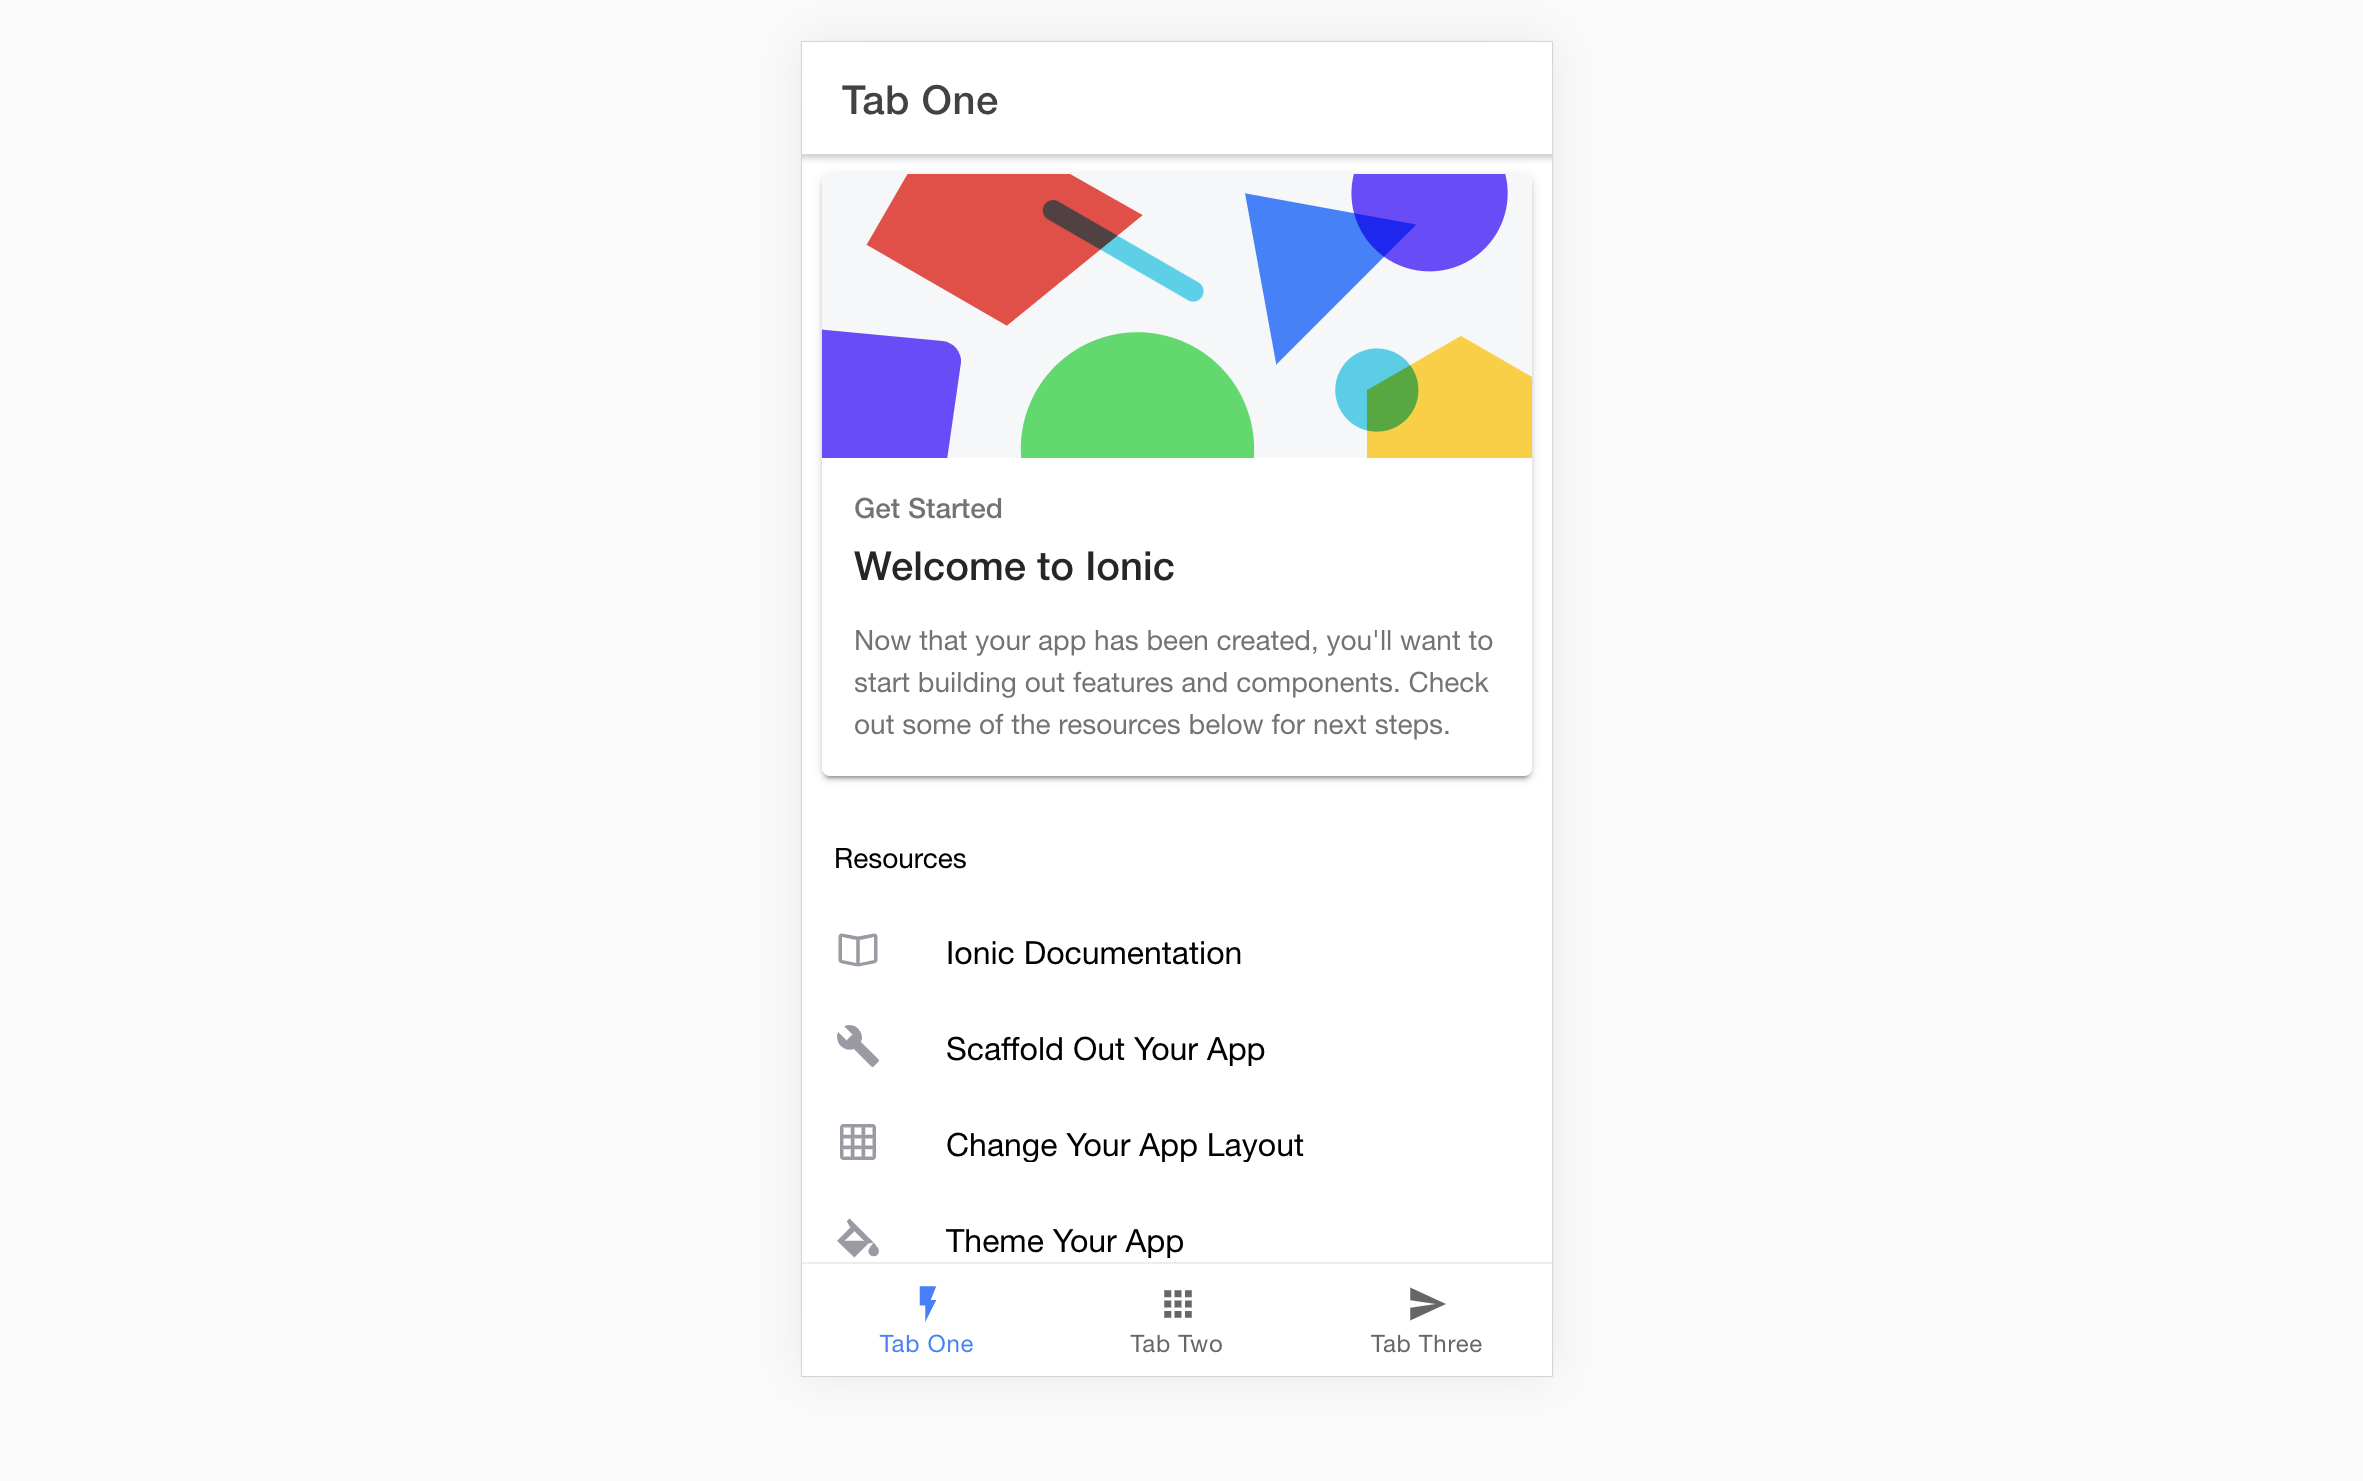 Tab One
Get Started
Welcome to Ionic
Now that your app has been created, you'll want to
start building out features and components. Check
out some of the resources below for next steps.
Resources
Ionic Documentation
Scaffold Out Your App
Change Your App Layout
Theme Your App
Tab One
Tab Two
Tab Three